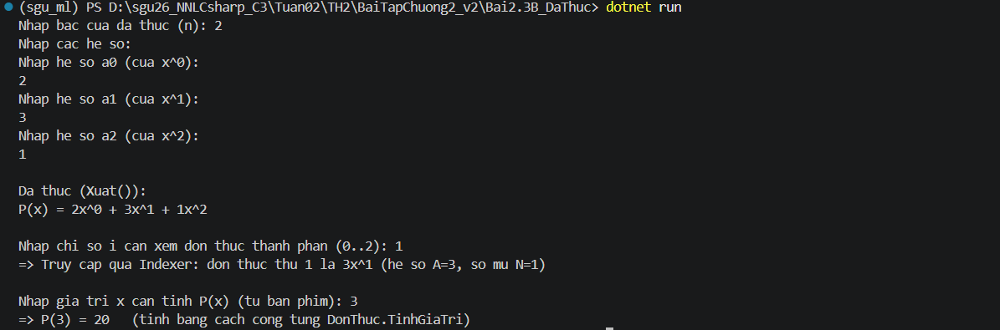 (sgu_ml) PS D:\sgu26_NNLCsharp_C3\Tuan02\TH2\BaiTapChuong2_v2\Bai2.3B_DaThuc> dotnet run
Nhap bac cua da thuc (n): 2
Nhap cac he so:
Nhap he so a0 (cua x^0):
2
Nhap he so a1 (cua x^1):
3
Nhap he so a2 (cua x^2):
1
Da thuc (Xuat()):
P(x) = 2x^0 + 3x^1 + 1x^2
Nhap chi so i can xem don thuc thanh phan (0..2): 1
=> Truy cap qua Indexer: don thuc thu 1 la 3x^1 (he so A=3, so mu N=1)
Nhap gia tri x can tinh P(x) (tu ban phim): 3
=> P(3) = 20   (tinh bang cach cong tung DonThuc.TinhGiaTri)